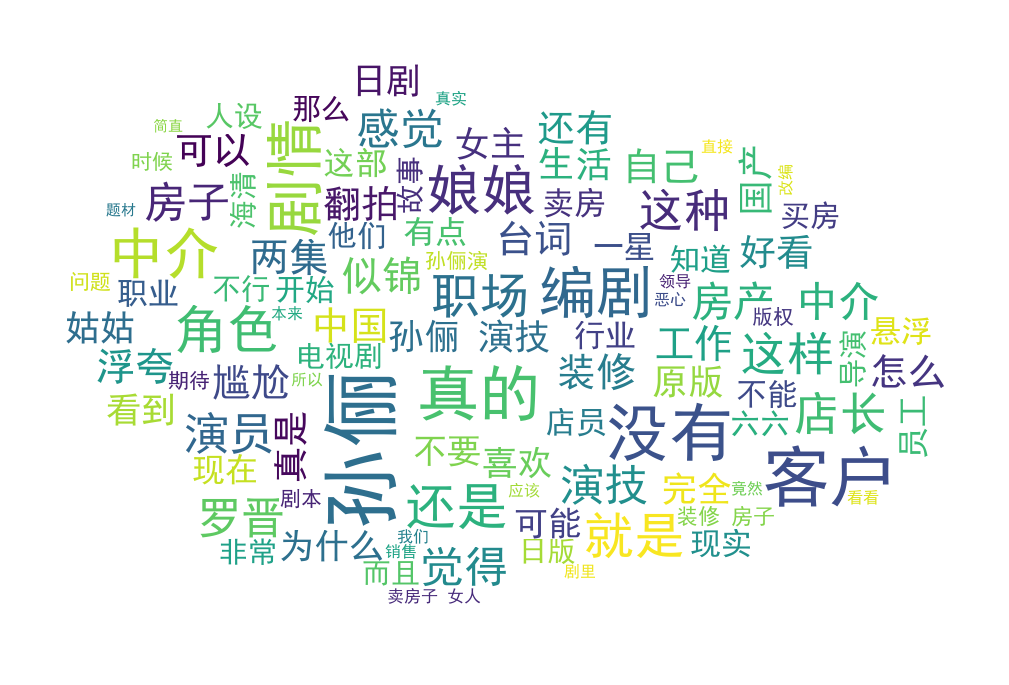 日剧
真实
那么
人设
简直
可以
时候
剧情
感觉
女主
还有
生活
自己
直接
国产
改编
这部
故事
娘娘
卖房
这种
买房
房子
海清
翻拍
题材
他们
有点
台词
一星
知道
好看
中介
两集
孙俪演
似锦
问题
职业
不行
开始
职场
编剧
领导
恶心
房产
中介
版权
悬浮
姑姑
角色
本来
中国
孙俪 演技
行业
工作
这样
导演
怎么
浮夸
电视剧
期待
尴尬
所以
装修
原版
不能
看到
孙俪
真的
店员
没有
六六
店长
员工
演员
真是
不要
喜欢
客户
现在
剧本
还是
应该
演技
完全
竟然
看看
罗晋
可能
就是
装修 房子
非常
为什么
我们
销售
而且
觉得
日版
现实
剧里
卖房子 女人